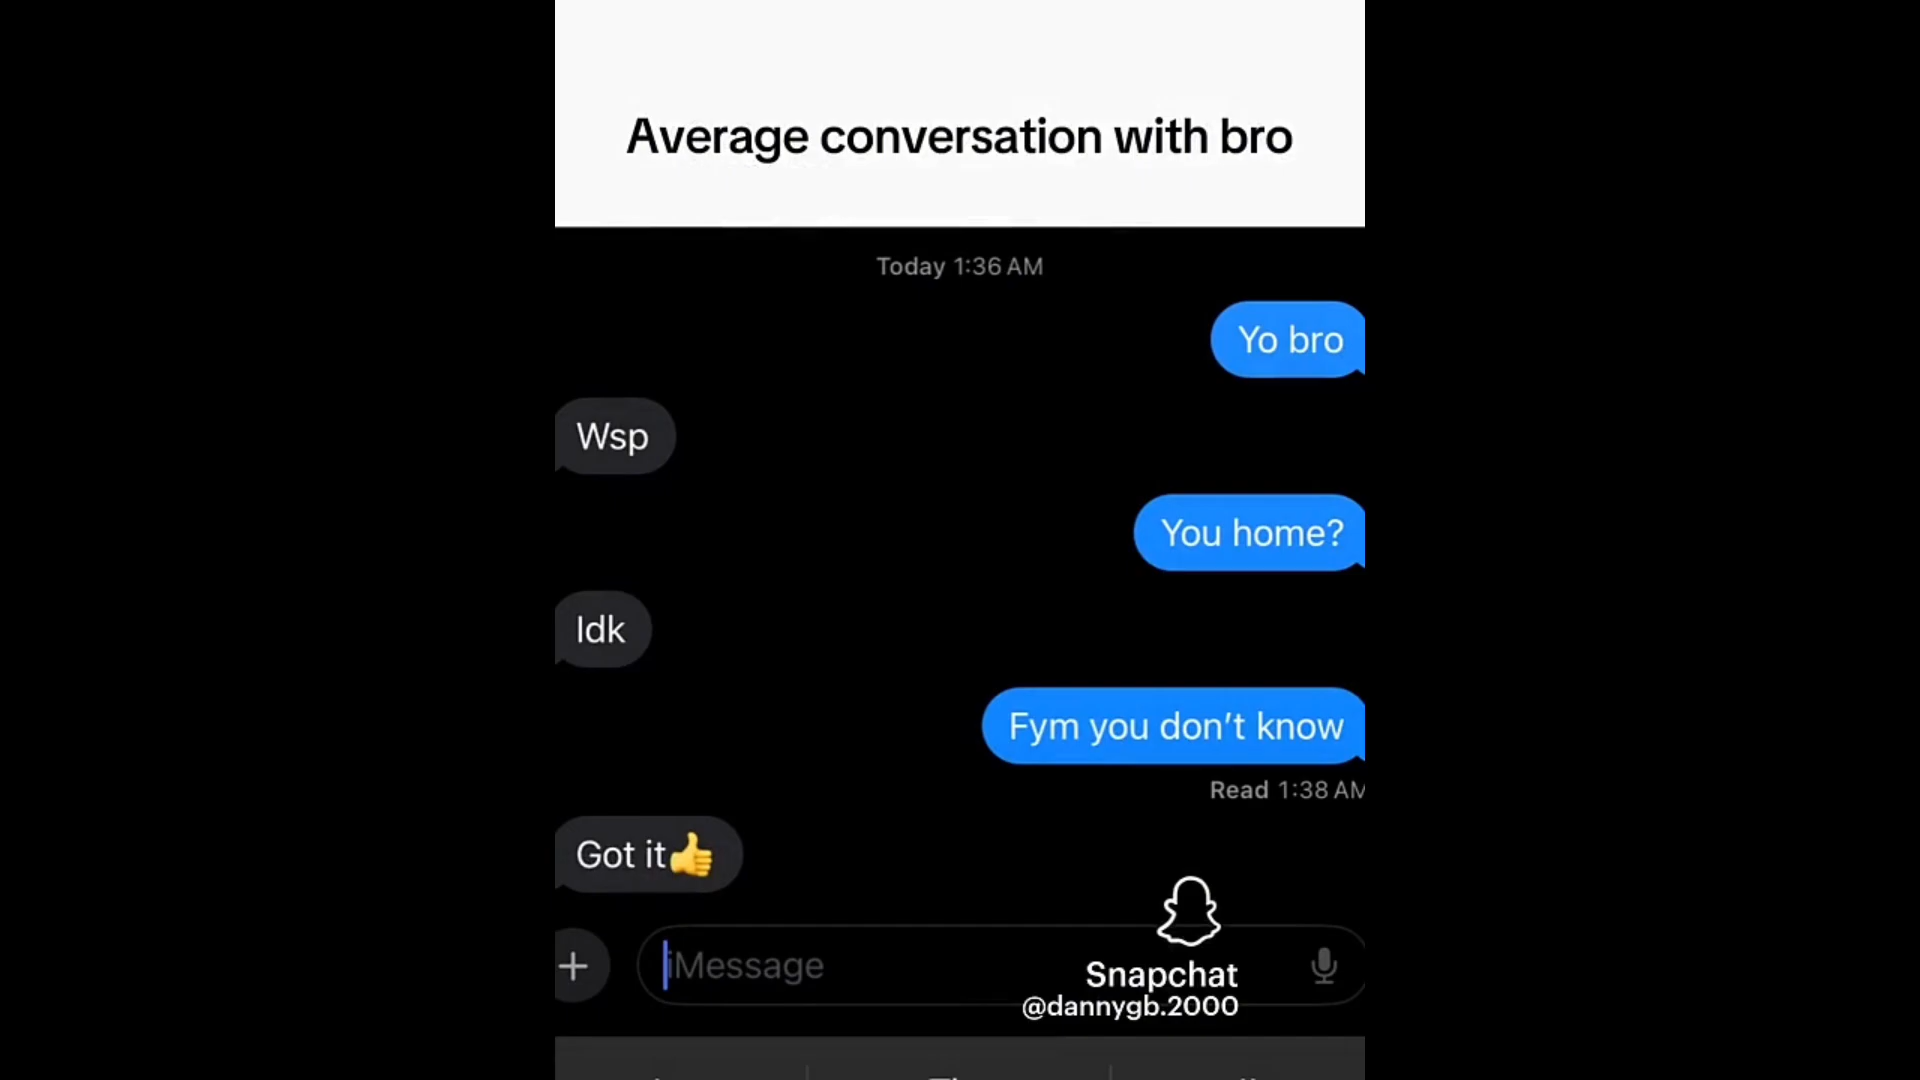 Average conversation with bro
Today 1:36 AM
Yo bro
Wsp
You home?
Idk
Fym you don't know
Read 1:38 AM
Got it👍
iMessage
Snapchat
@dannygb.2000